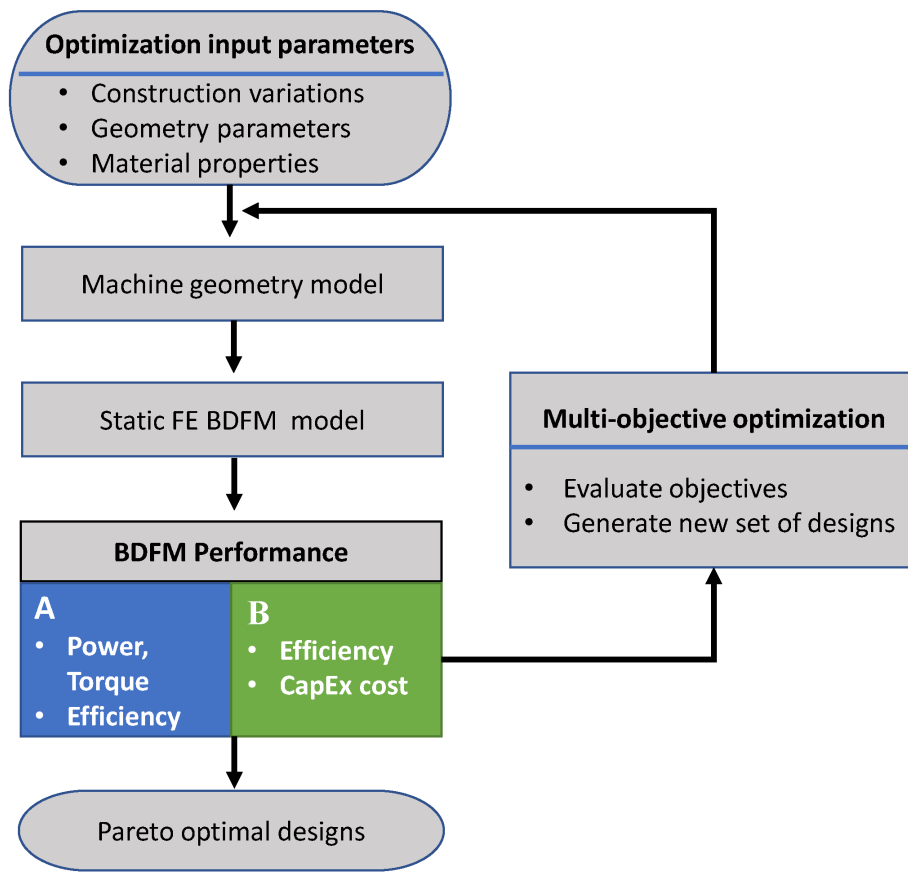 Optimization input parameters
• Construction variations
• Geometry parameters
• Material properties
Machine geometry model
Static FE BDFM model
BDFM Performance
A
• Power,
Torque
• Efficiency
B
• Efficiency
• CapEx cost
Multi-objective optimization
• Evaluate objectives
• Generate new set of designs
Pareto optimal designs